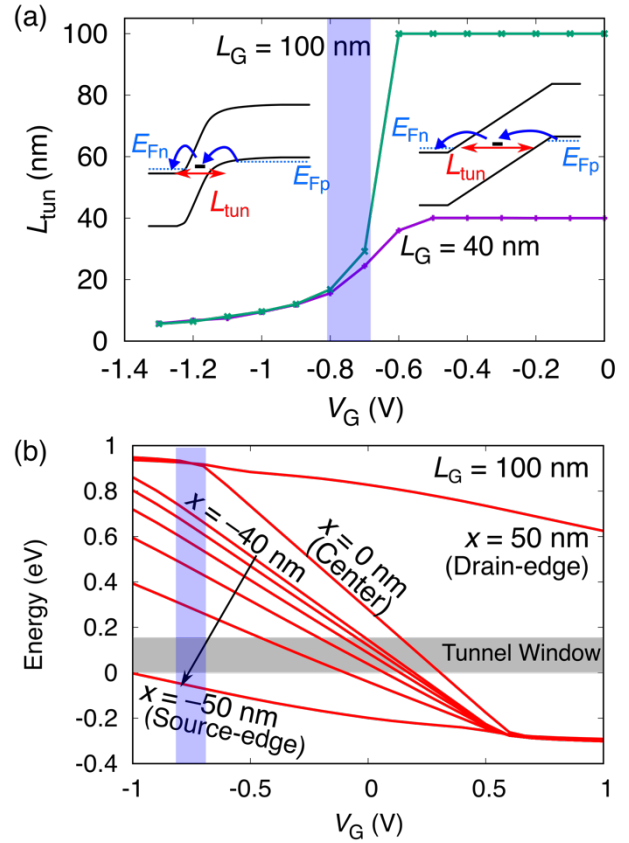 (a)
100
80
60
40
20
0
L_tun (nm)
L_G = 100 nm
E_Fn
E_Fp
L_tun
E_Fn
E_Fp
L_tun
L_G = 40 nm
-1.4 -1.2 -1 -0.8 -0.6 -0.4 -0.2 0
V_G (V)
(b)
1
0.8
0.6
0.4
0.2
0
-0.2
-0.4
Energy (eV)
L_G = 100 nm
x = −40 nm
x = 0 nm
(Center)
x = 50 nm
(Drain-edge)
Tunnel Window
x = −50 nm
(Source-edge)
-1 -0.5 0 0.5 1
V_G (V)